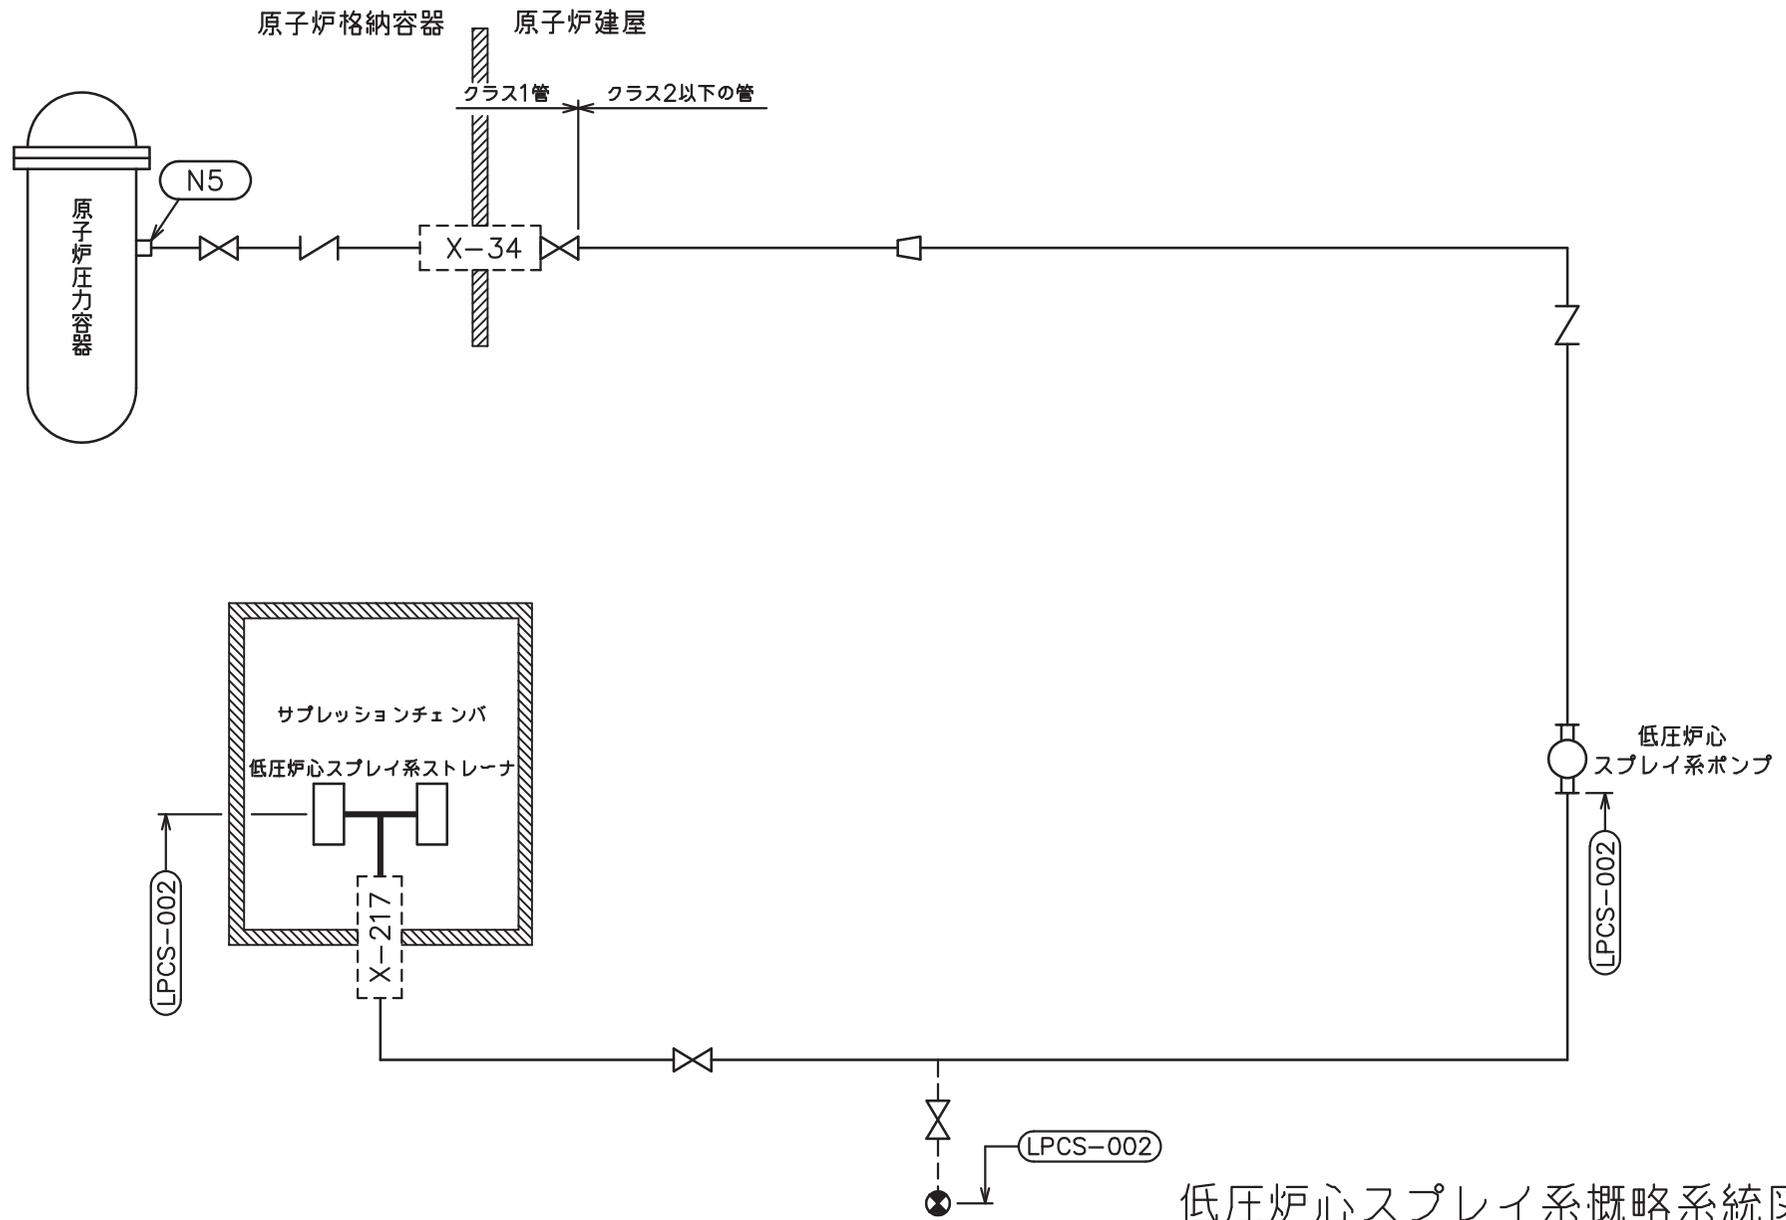 原子炉格納容器
原子炉建屋
クラス1管
クラス2以下の管
N5
原子炉圧力容器
X-34
サプレッションチェンバ
低圧炉心スプレイ系ストレーナ
低圧炉心
スプレイ系ポンプ
LPCS-002
LPCS-002
X-217
LPCS-002
低圧炉心スプレイ系概略系統図